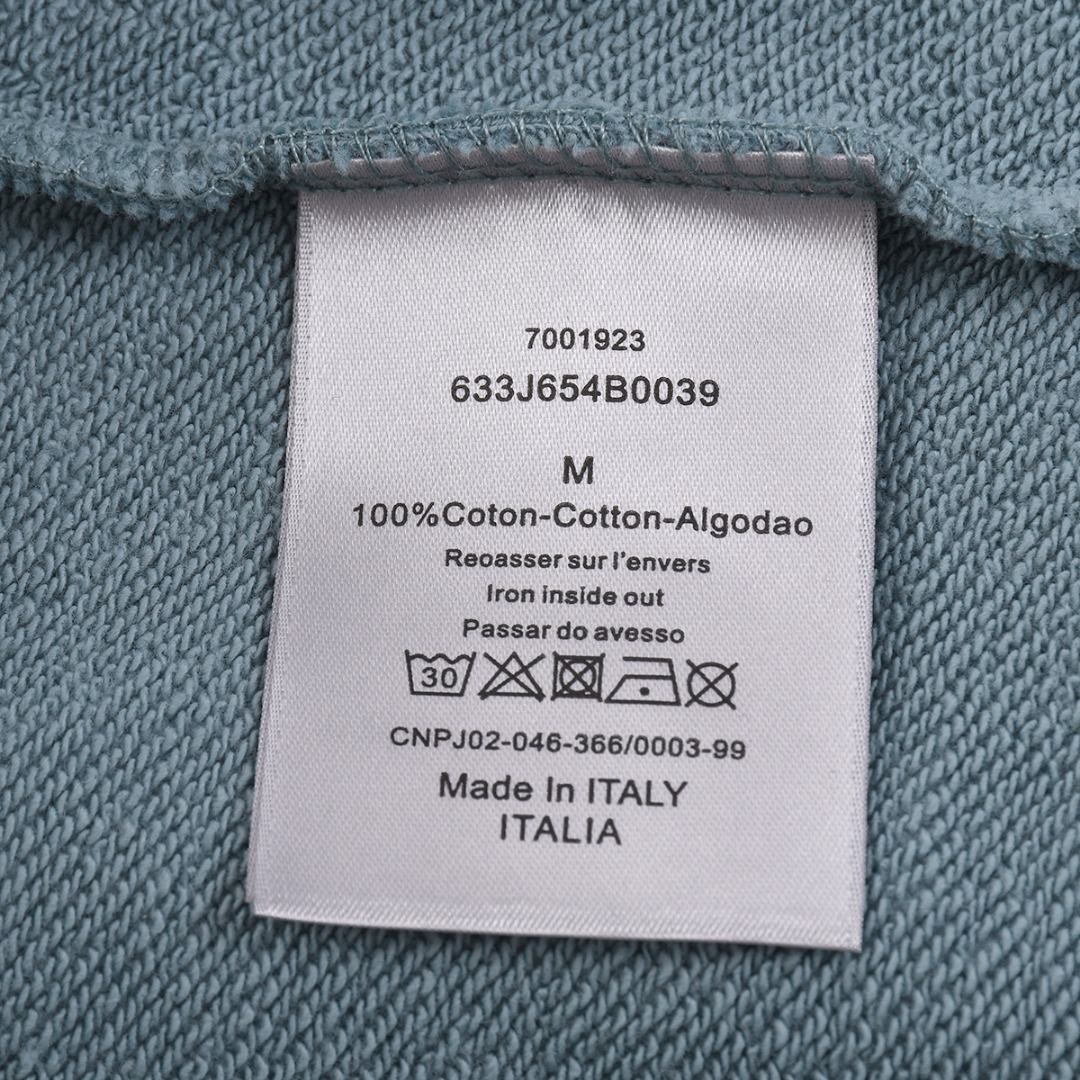 7001923
633J654B0039
M
100%Coton-Cotton-Algodao
Reoasser sur l'envers
Iron inside out
Passar do avesso
30
CNPJ02-046-366/0003-99
Made In ITALY
ITALIA